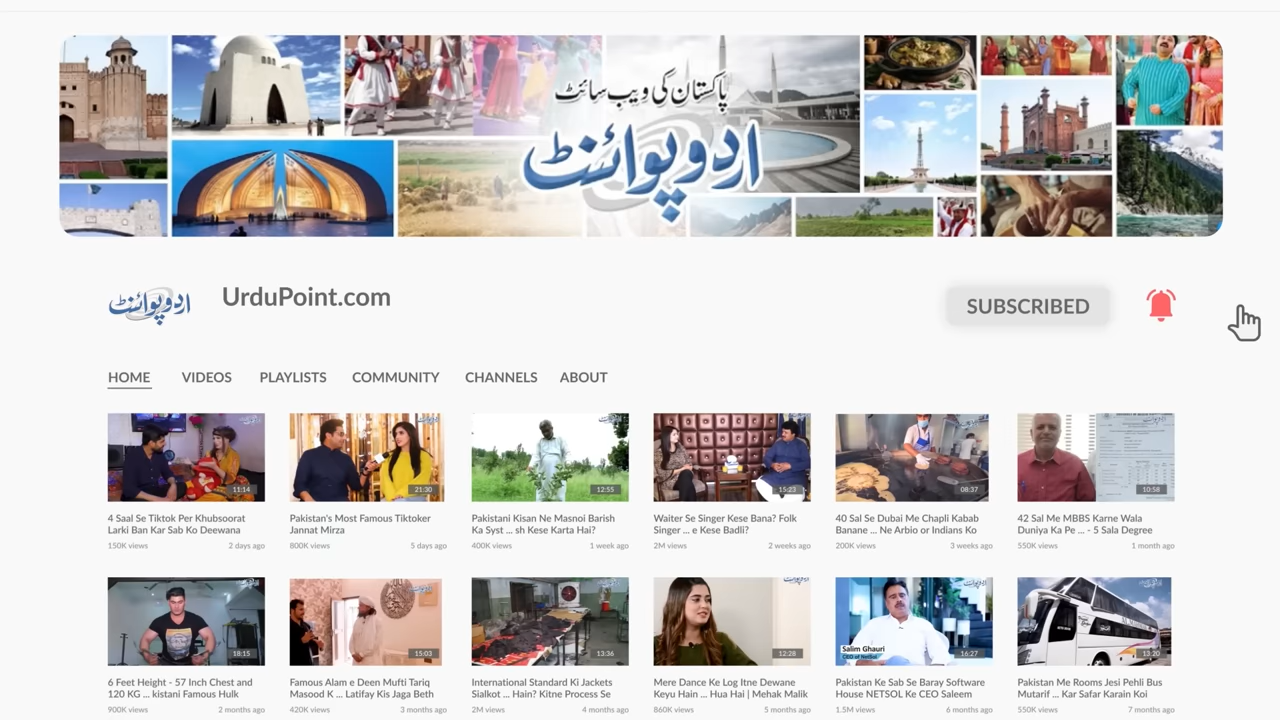 پاکستان کی ویب سائٹ
اردو پوائنٹ
اردو پوائنٹ
UrduPoint.com
SUBSCRIBED
HOME VIDEOS PLAYLISTS COMMUNITY CHANNELS ABOUT
11:14
21:30
12:55
15:23
08:37
10:58
4 Saal Se Tiktok Per Khubsoorat
Larki Ban Kar Sab Ko Deewana
150K views 2 days ago
Pakistan's Most Famous Tiktoker
Jannat Mirza
800K views 5 days ago
Pakistani Kisan Ne Masnoi Barish
Ka Syst ... sh Kese Karta Hai?
400K views 1 week ago
Waiter Se Singer Kese Bana? Folk
Singer ... e Kese Badli?
2M views 2 weeks ago
40 Sal Se Dubai Me Chapli Kabab
Banane ... Ne Arbio or Indians Ko
200K views 3 weeks ago
42 Sal Me MBBS Karne Wala
Duniya Ka Pe ... - 5 Sala Degree
550K views 1 month ago
18:15
15:03
13:36
12:28
Salim Ghauri
CEO of NetSol
16:27
13:20
6 Feet Height - 57 Inch Chest and
120 KG ... kistani Famous Hulk
900K views 2 months ago
Famous Alam e Deen Mufti Tariq
Masood K ... Latifay Kis Jaga Beth
420K views 3 months ago
International Standard Ki Jackets
Sialkot ... Hain? Kitne Process Se
2M views 4 months ago
Mere Dance Ke Log Itne Dewane
Keyu Hain ... Hua Hai | Mehak Malik
860K views 5 months ago
Pakistan Ke Sab Se Baray Software
House NETSOL Ke CEO Saleem
1.5M views 6 months ago
Pakistan Me Rooms Jesi Pehli Bus
Mutarif ... Kar Safar Karain Koi
550K views 7 months ago